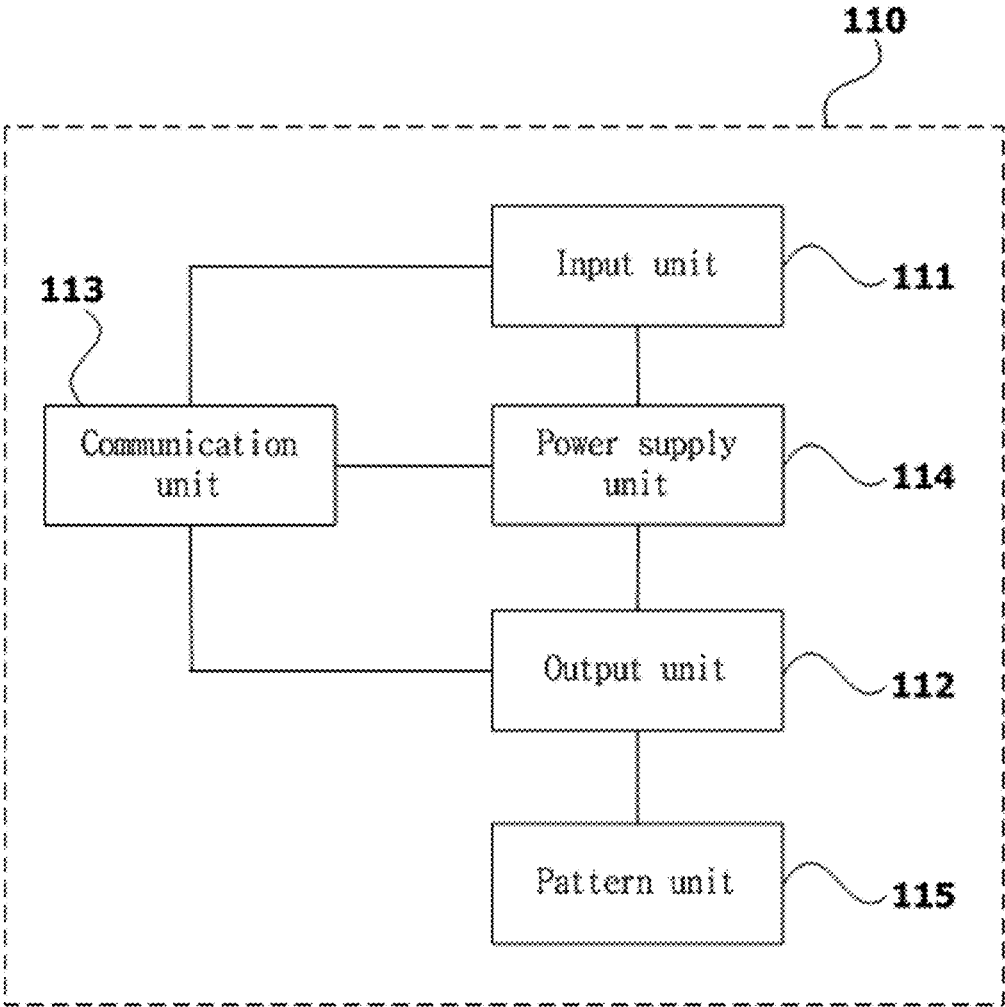 110
Input unit
111
113
Communication
unit
Power supply
unit
114
Output unit
112
Pattern unit
115